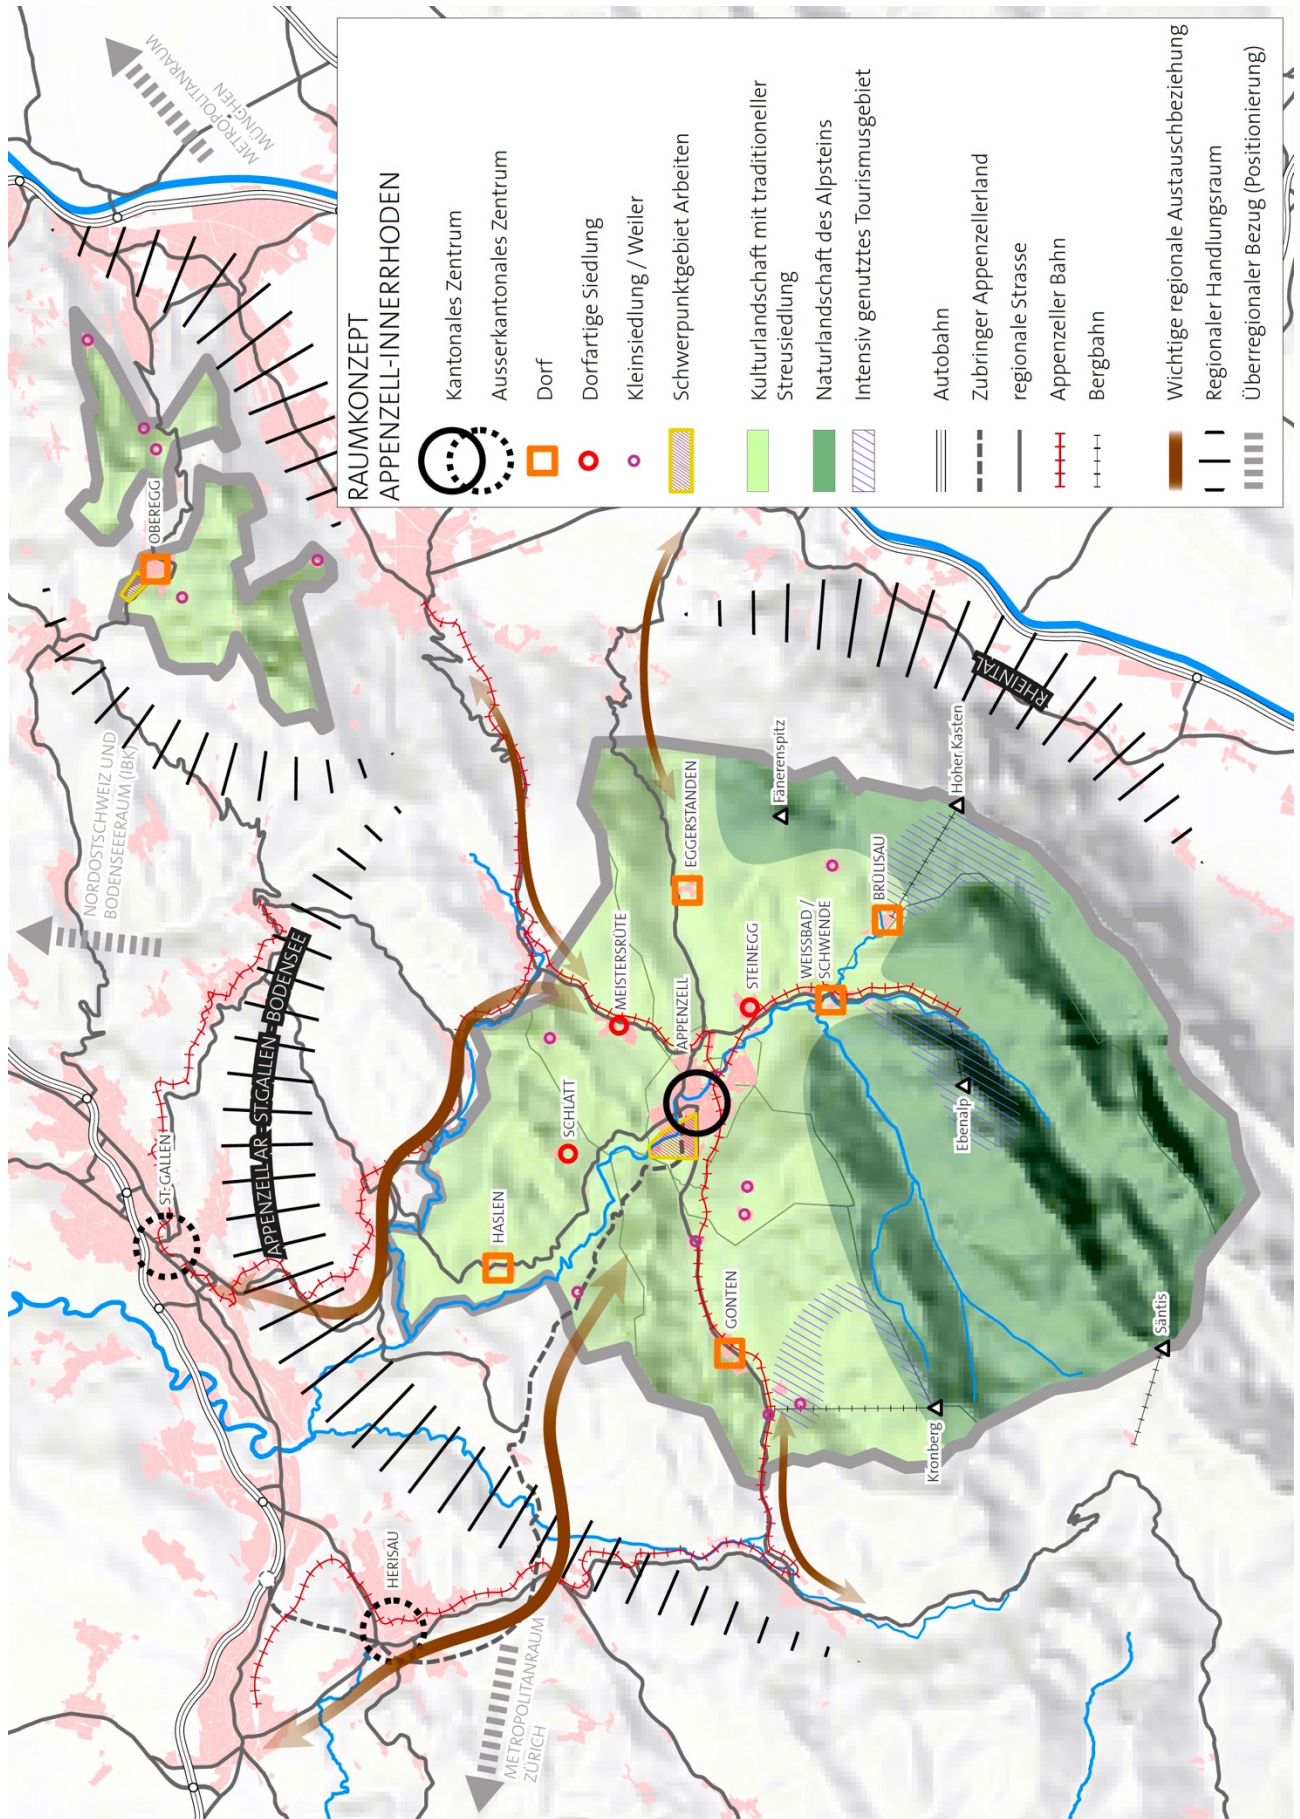 RAUMKONZEPT
APPENZELL-INNERRHODEN
Kantonales Zentrum
Ausserkantonales Zentrum
Dorf
Dorfartige Siedlung
Kleinsiedlung / Weiler
Schwerpunktgebiet Arbeiten
Kulturlandschaft mit traditioneller
Streusiedlung
Naturlandschaft des Alpsteins
Intensiv genutztes Tourismusgebiet
Autobahn
Zubringer Appenzellerland
regionale Strasse
Appenzeller Bahn
Bergbahn
Wichtige regionale Austauschbeziehung
Regionaler Handlungsraum
Überregionaler Bezug (Positionierung)
METROPOLITANRAUM
MÜNCHEN
NORDOSTSCHWEIZ UND
BODENSEERAUM (IBK)
METROPOLITANRAUM
ZÜRICH
APPENZELL AR - ST.GALLEN - BODENSEE
RHEINTAL
OBEREGG
ST. GALLEN
HERISAU
HASLEN
SCHLATT
MEISTERSRÜTE
APPENZELL
EGGERSTANDEN
STEINEGG
WEISSBAD /
SCHWENDE
BRÜLISAU
GONTEN
Fänerenspitz
Hoher Kasten
Ebenalp
Kronberg
Säntis